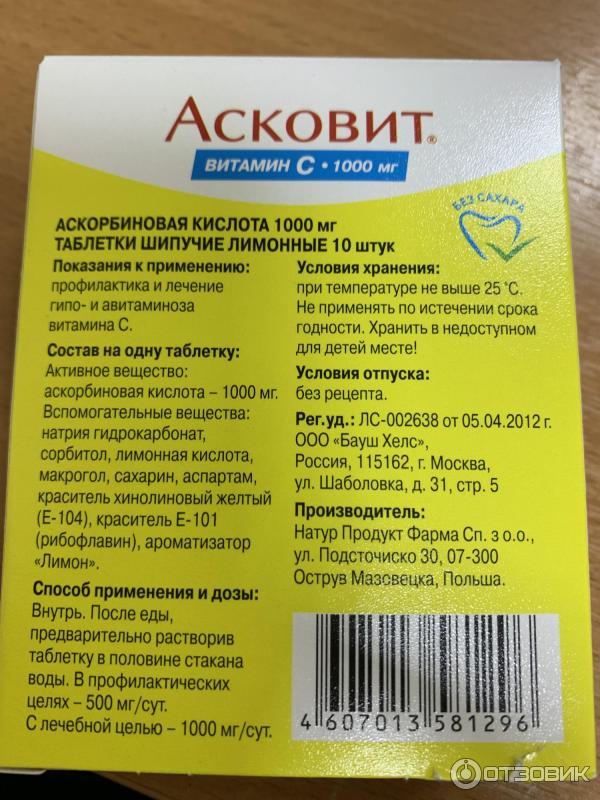 АСКОВИТ®
ВИТАМИН С • 1000 мг
БЕЗ САХАРА
АСКОРБИНОВАЯ КИСЛОТА 1000 мг
ТАБЛЕТКИ ШИПУЧИЕ ЛИМОННЫЕ 10 штук
Показания к применению:
профилактика и лечение
гипо- и авитаминоза
витамина С.
Состав на одну таблетку:
Активное вещество:
аскорбиновая кислота – 1000 мг.
Вспомогательные вещества:
натрия гидрокарбонат,
сорбитол, лимонная кислота,
макрогол, сахарин, аспартам,
краситель хинолиновый желтый
(Е-104), краситель Е-101
(рибофлавин), ароматизатор
«Лимон».
Способ применения и дозы:
Внутрь. После еды,
предварительно растворив
таблетку в половине стакана
воды. В профилактических
целях – 500 мг/сут.
С лечебной целью – 1000 мг/сут.
Условия хранения:
при температуре не выше 25 °С.
Не применять по истечении срока
годности. Хранить в недоступном
для детей месте!
Условия отпуска:
без рецепта.
Рег.уд.: ЛС-002638 от 05.04.2012 г.
ООО «Бауш Хелс»,
Россия, 115162, г. Москва,
ул. Шаболовка, д. 31, стр. 5
Производитель:
Натур Продукт Фарма Сп. з о.о.,
ул. Подсточиско 30, 07-300
Острув Мазовецка, Польша.
4 607013 581296
ОТЗОВИК